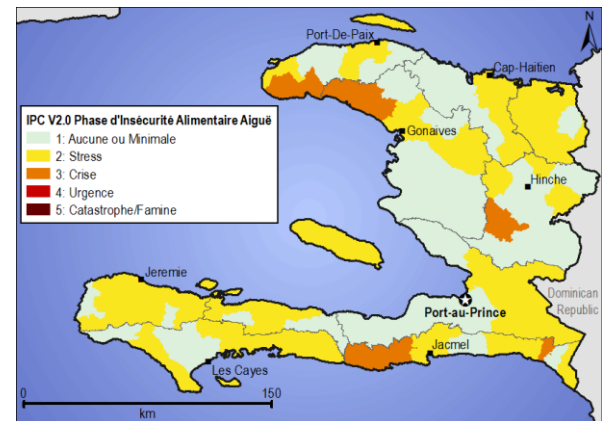 N
Port-De-Paix
Cap-Haitien
IPC V2.0 Phase d'Insécurité Alimentaire Aiguë
1: Aucune ou Minimale
2: Stress
3: Crise
4: Urgence
5: Catastrophe/Famine
Gonaives
Hinche
Jeremie
Dominican
Republic
Port-au-Prince
Jacmel
Les Cayes
0
150
km